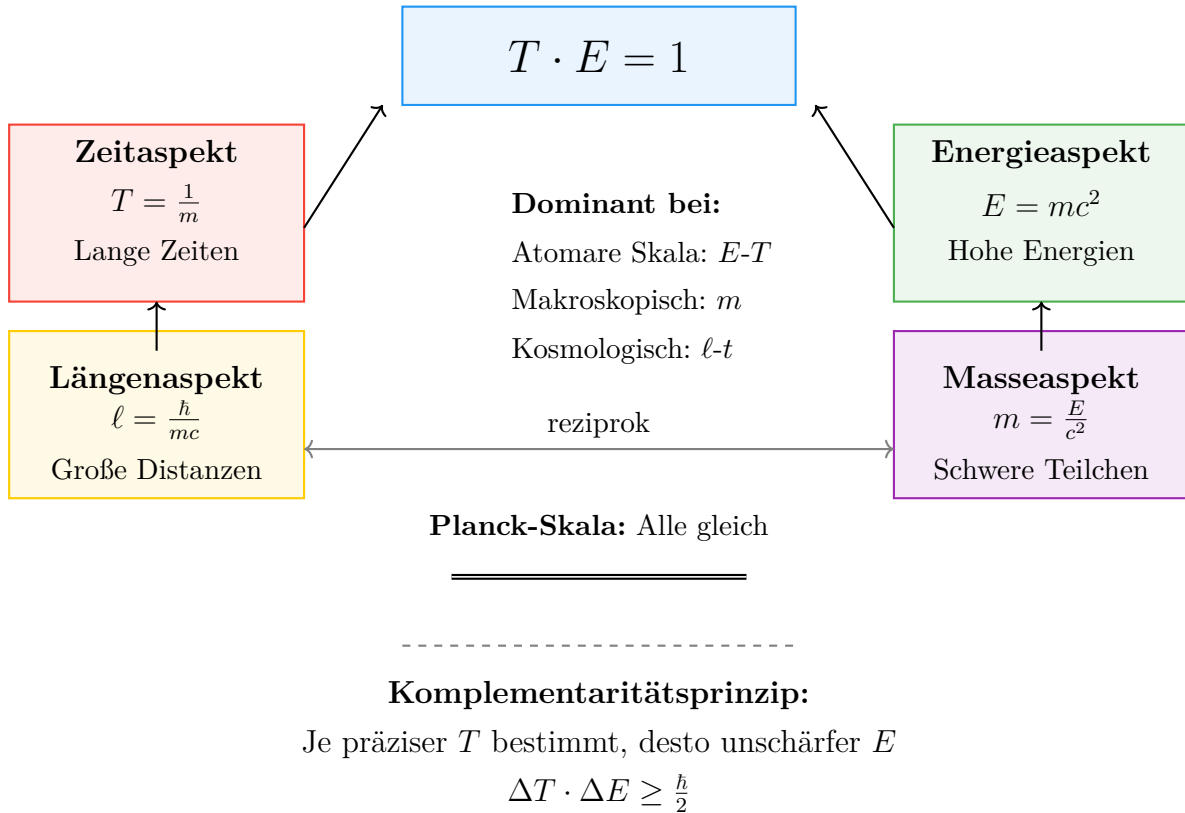 T · E = 1
Zeitaspekt
T = 1/m
Lange Zeiten
Energieaspekt
E = mc²
Hohe Energien
Dominant bei:
Atomare Skala: E-T
Makroskopisch: m
Kosmologisch: ℓ-t
Längenaspekt
ℓ = ħ/mc
Große Distanzen
reziprok
Masseaspekt
m = E/c²
Schwere Teilchen
Planck-Skala: Alle gleich
Komplementaritätsprinzip:
Je präziser T bestimmt, desto unschärfer E
ΔT · ΔE ≥ ħ/2